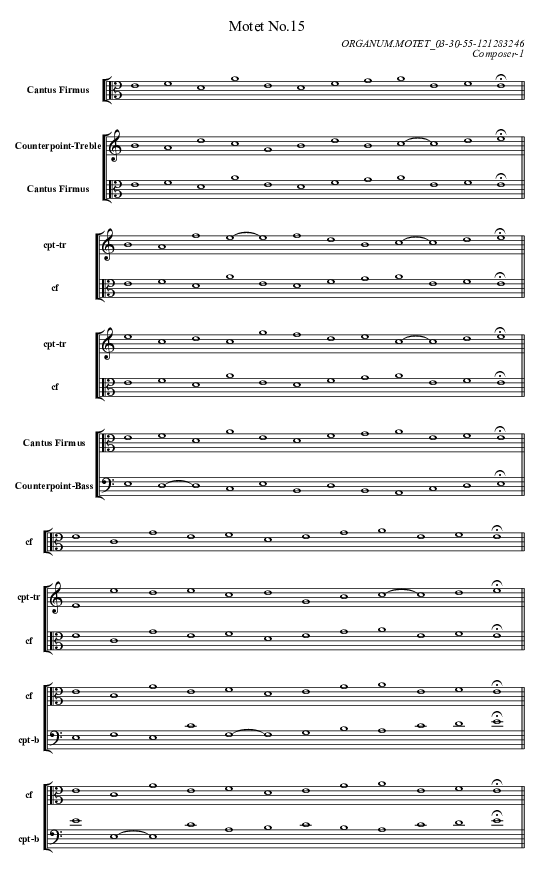 Motet No.15
ORGANUM.MOTET_03-30-55-121283246
Composer-1
Cantus Firmus
Counterpoint-Treble
Cantus Firmus
cpt-tr
cf
cpt-tr
cf
Cantus Firmus
Counterpoint-Bass
cf
cpt-tr
cf
cf
cpt-b
cf
cpt-b